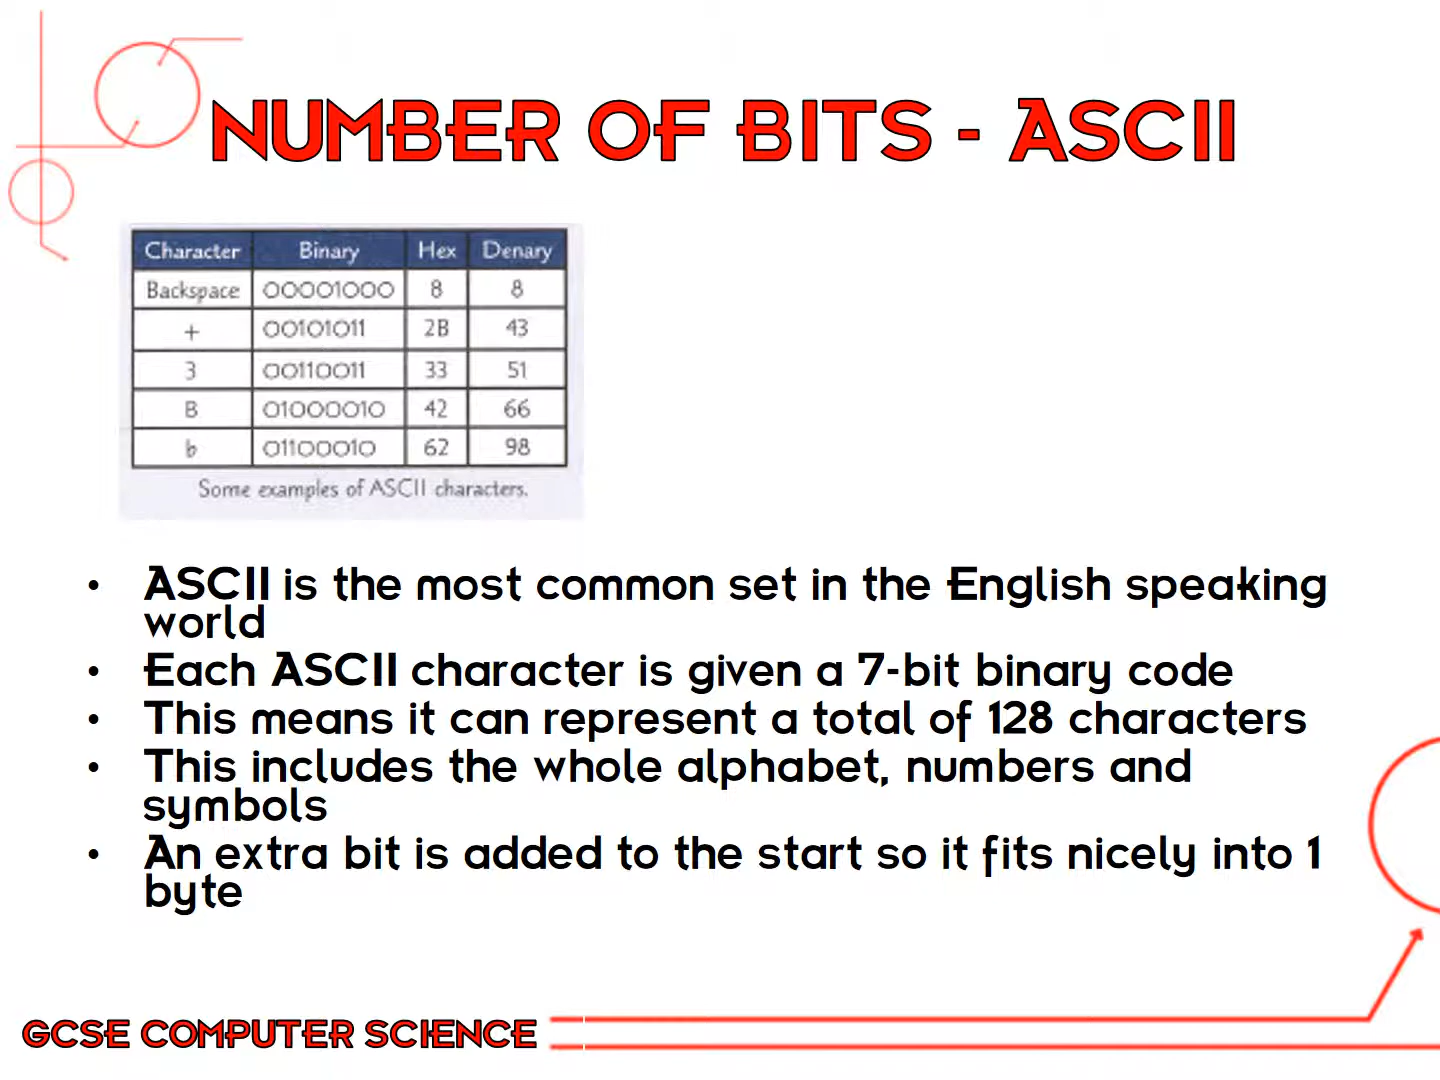 NUMBER OF BITS - ASCII
Character Binary Hex Denary
Backspace 00001000 8 8
+ 00101011 2B 43
3 00110011 33 51
B 01000010 42 66
b 01100010 62 98
Some examples of ASCII characters.
• ASCII is the most common set in the English speaking
world
• Each ASCII character is given a 7-bit binary code
• This means it can represent a total of 128 characters
• This includes the whole alphabet, numbers and
symbols
• An extra bit is added to the start so it fits nicely into 1
byte
GCSE COMPUTER SCIENCE